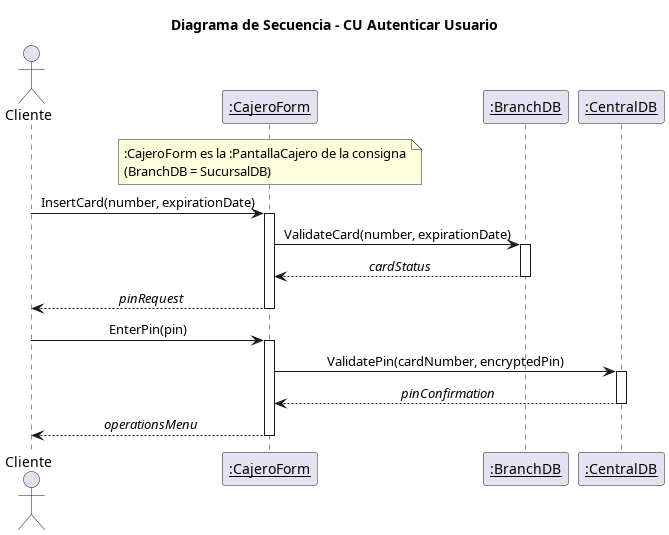 Diagrama de Secuencia - CU Autenticar Usuario
Cliente
:CajeroForm
:BranchDB
:CentralDB
:CajeroForm es la :PantallaCajero de la consigna
(BranchDB = SucursalDB)
InsertCard(number, expirationDate)
ValidateCard(number, expirationDate)
cardStatus
pinRequest
EnterPin(pin)
ValidatePin(cardNumber, encryptedPin)
pinConfirmation
operationsMenu
Cliente
:CajeroForm
:BranchDB
:CentralDB